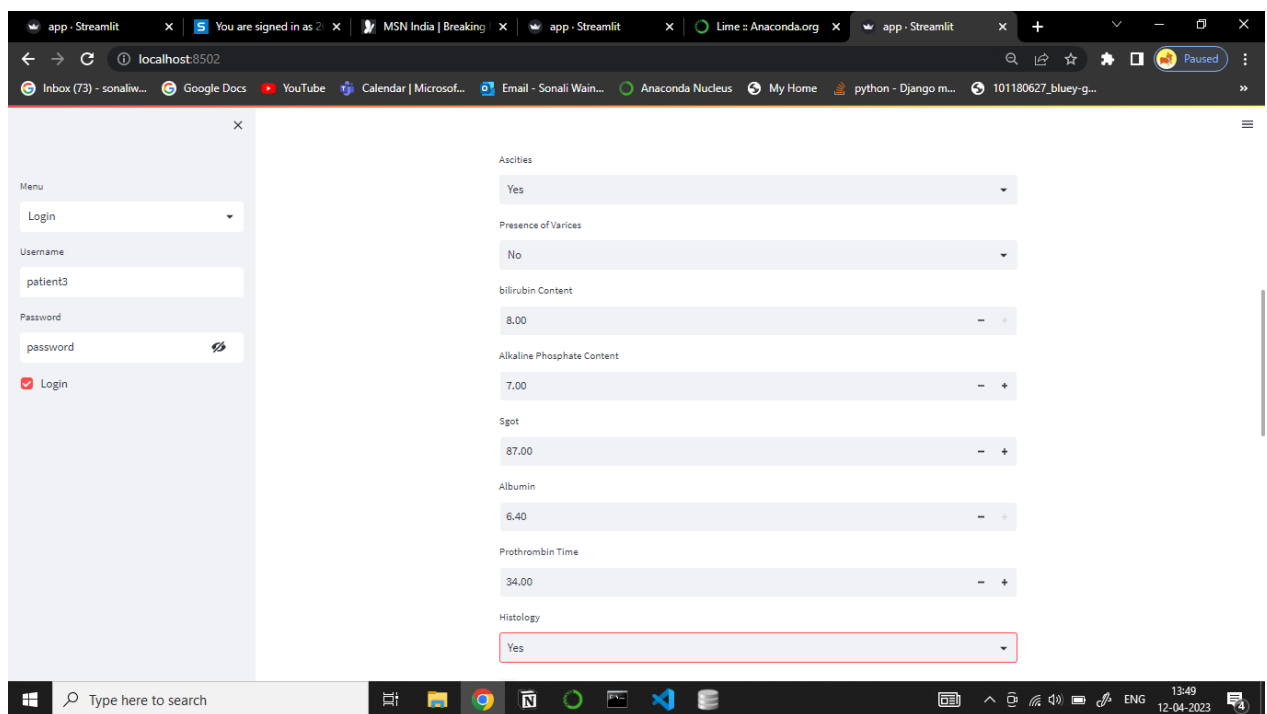 app · Streamlit
You are signed in as 2
MSN India | Breaking
app · Streamlit
Lime :: Anaconda.org
app · Streamlit
localhost:8502
Paused
Inbox (73) - sonaliw...
Google Docs
YouTube
Calendar | Microsof...
Email - Sonali Wain...
Anaconda Nucleus
My Home
python - Django m...
101180627_bluey-g...
»
Menu
Login
Username
patient3
Password
password
Login
Ascities
Yes
Presence of Varices
No
bilirubin Content
8.00
Alkaline Phosphate Content
7.00
Sgot
87.00
Albumin
6.40
Prothrombin Time
34.00
Histology
Yes
Type here to search
ENG
13:49
12-04-2023
4